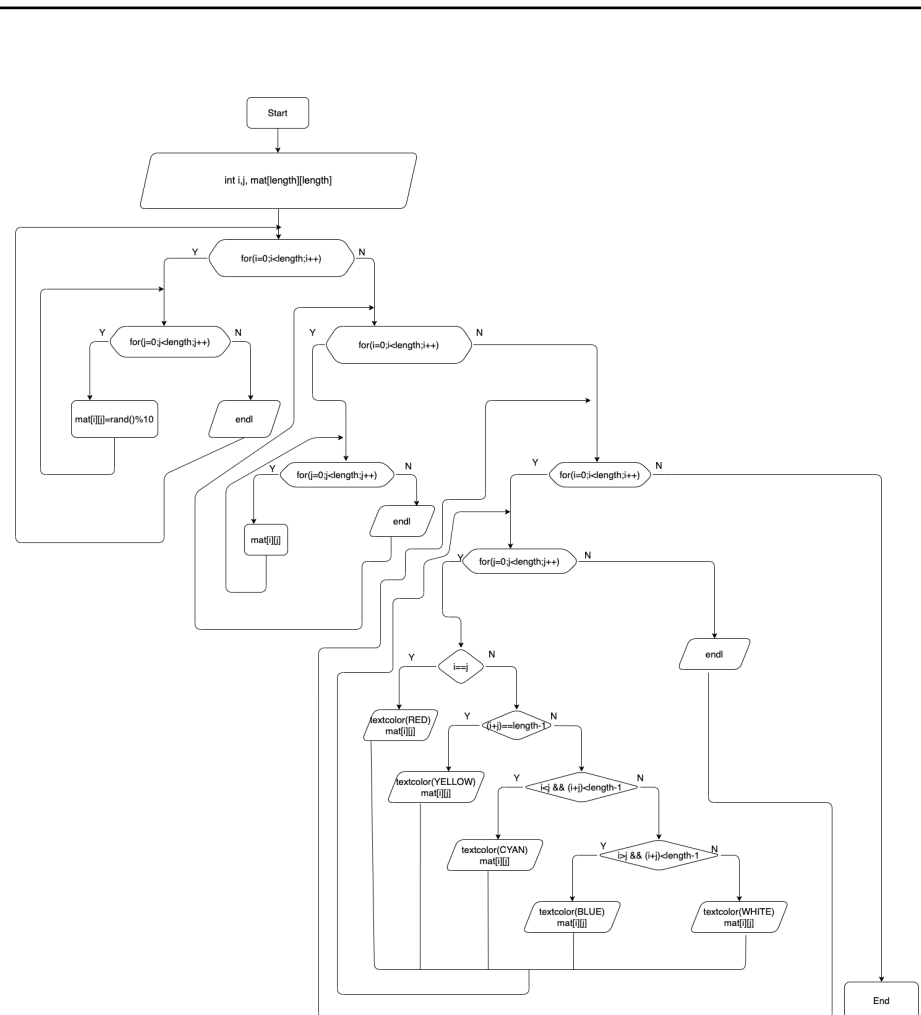 Start
int i,j, mat[length][length]
Y
for(i=0;i<length;i++)
N
Y
for(j=0;j<length;j++)
N
Y
for(i=0;i<length;i++)
N
mat[i][j]=rand()%10
endl
Y
for(j=0;j<length;j++)
N
Y
for(i=0;i<length;i++)
N
mat[i][j]
endl
Y
for(j=0;j<length;j++)
N
endl
Y
i==j
N
textcolor(RED)
mat[i][j]
Y
(i+j)==length-1
N
textcolor(YELLOW)
mat[i][j]
Y
i<j && (i+j)<length-1
N
textcolor(CYAN)
mat[i][j]
Y
i>j && (i+j)<length-1
N
textcolor(BLUE)
mat[i][j]
textcolor(WHITE)
mat[i][j]
End